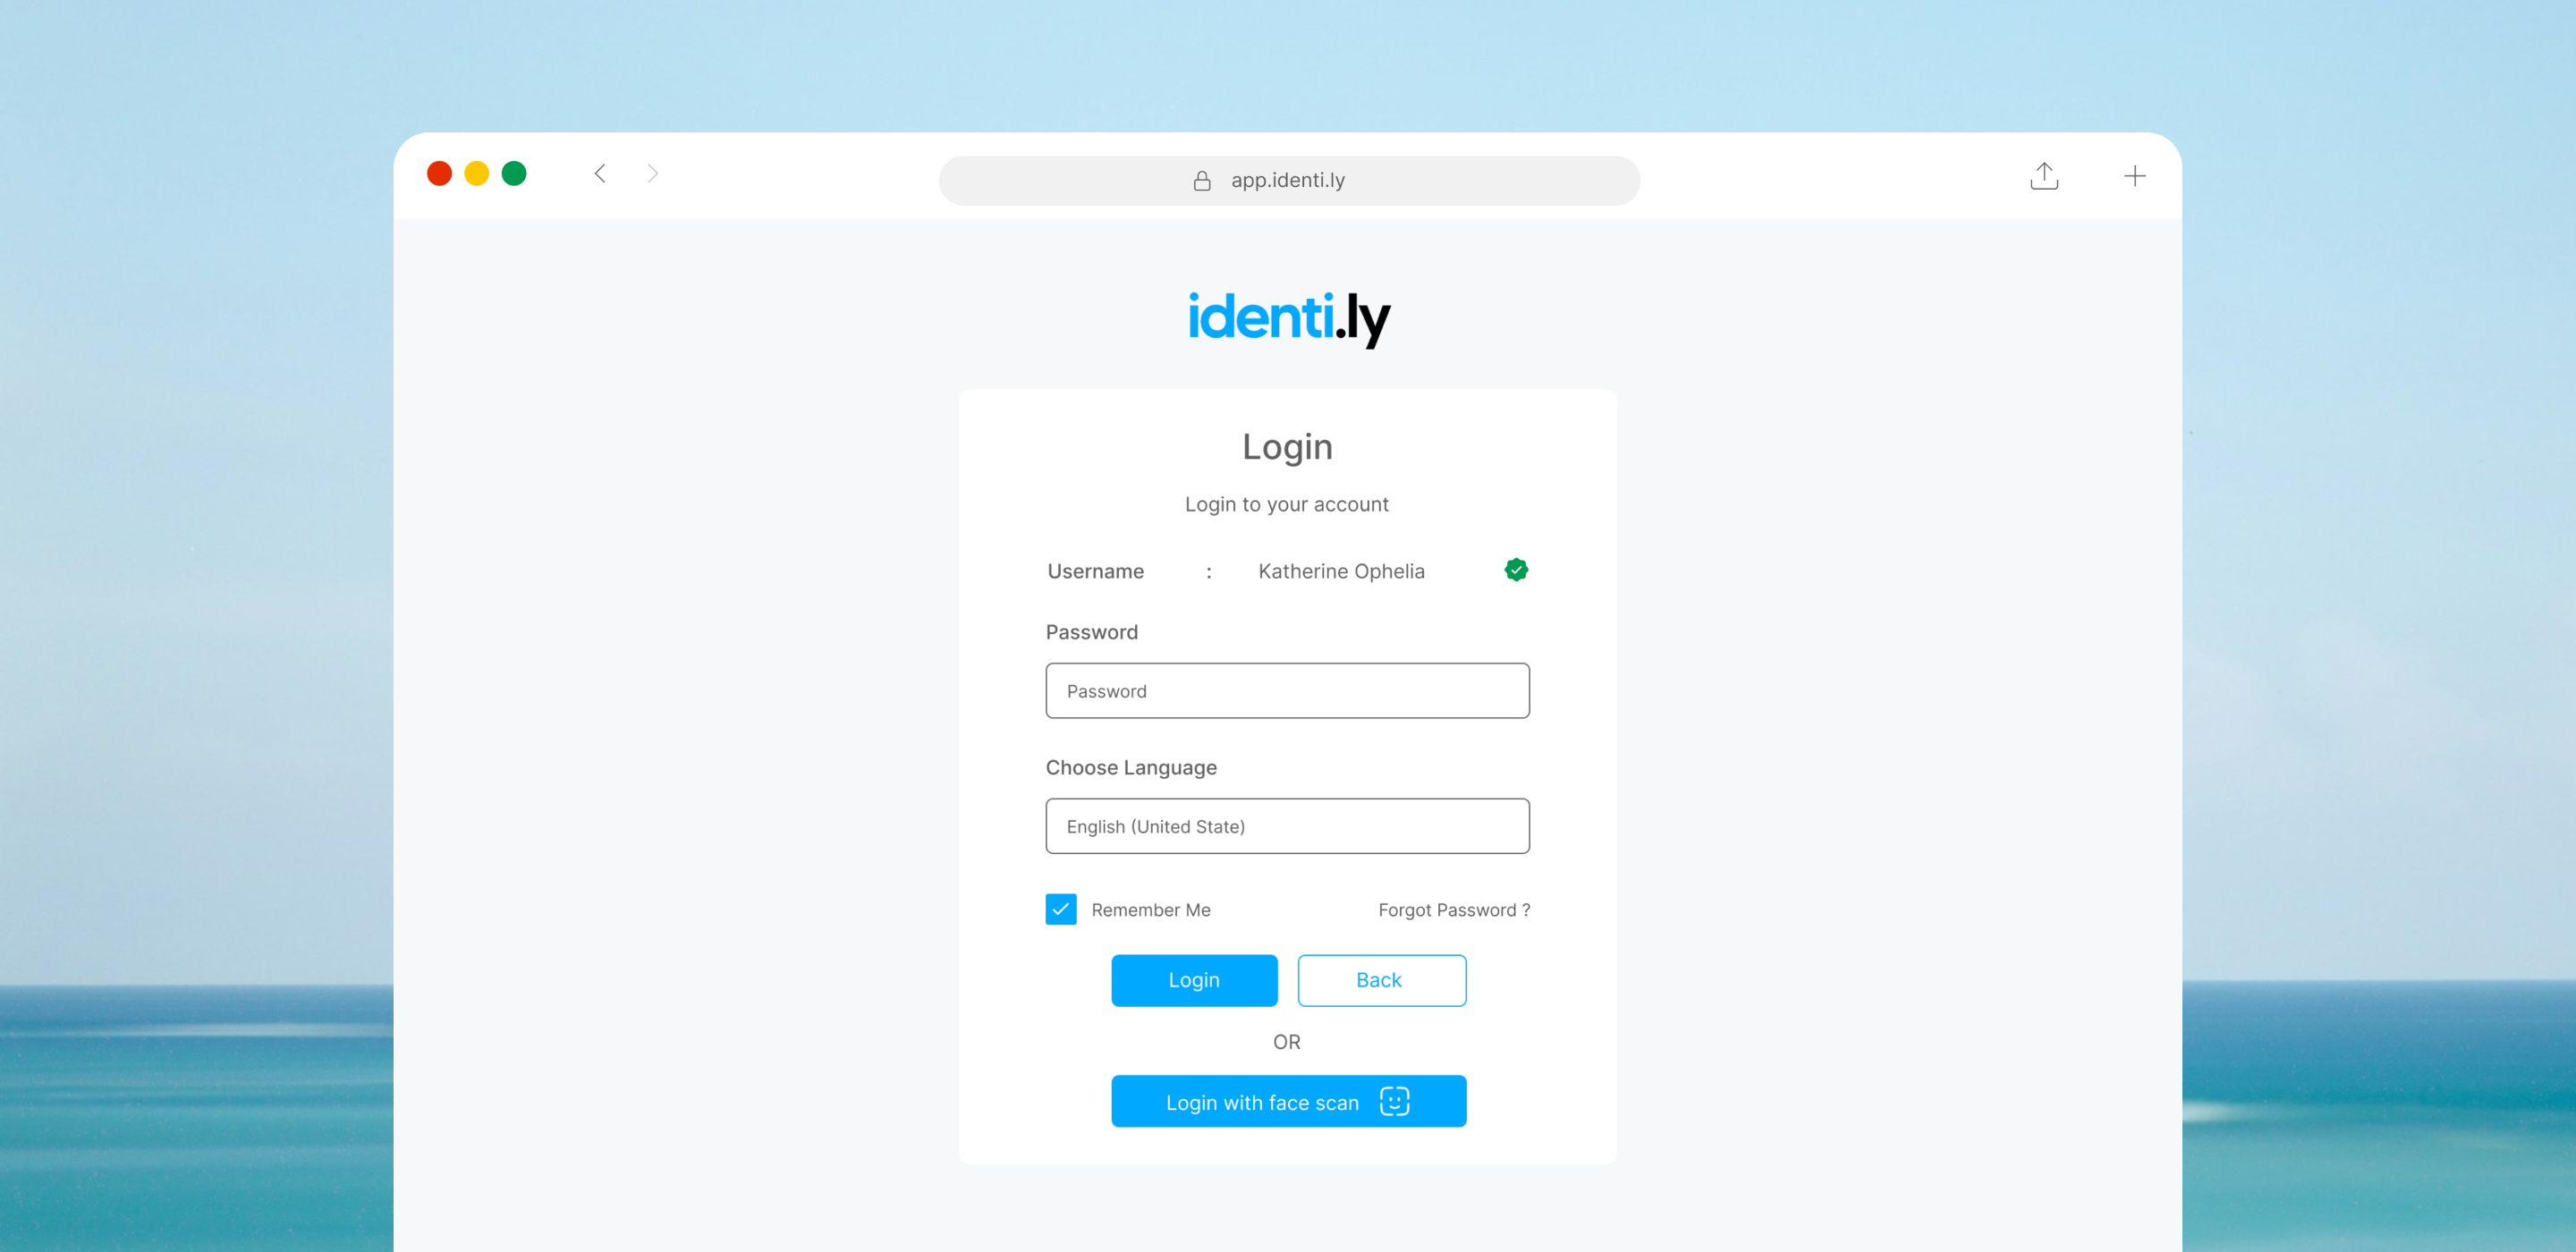 app.identi.ly
identi.ly
Login
Login to your account
Username : Katherine Ophelia
Password
Password
Choose Language
English (United State)
Remember Me Forgot Password ?
Login Back
OR
Login with face scan